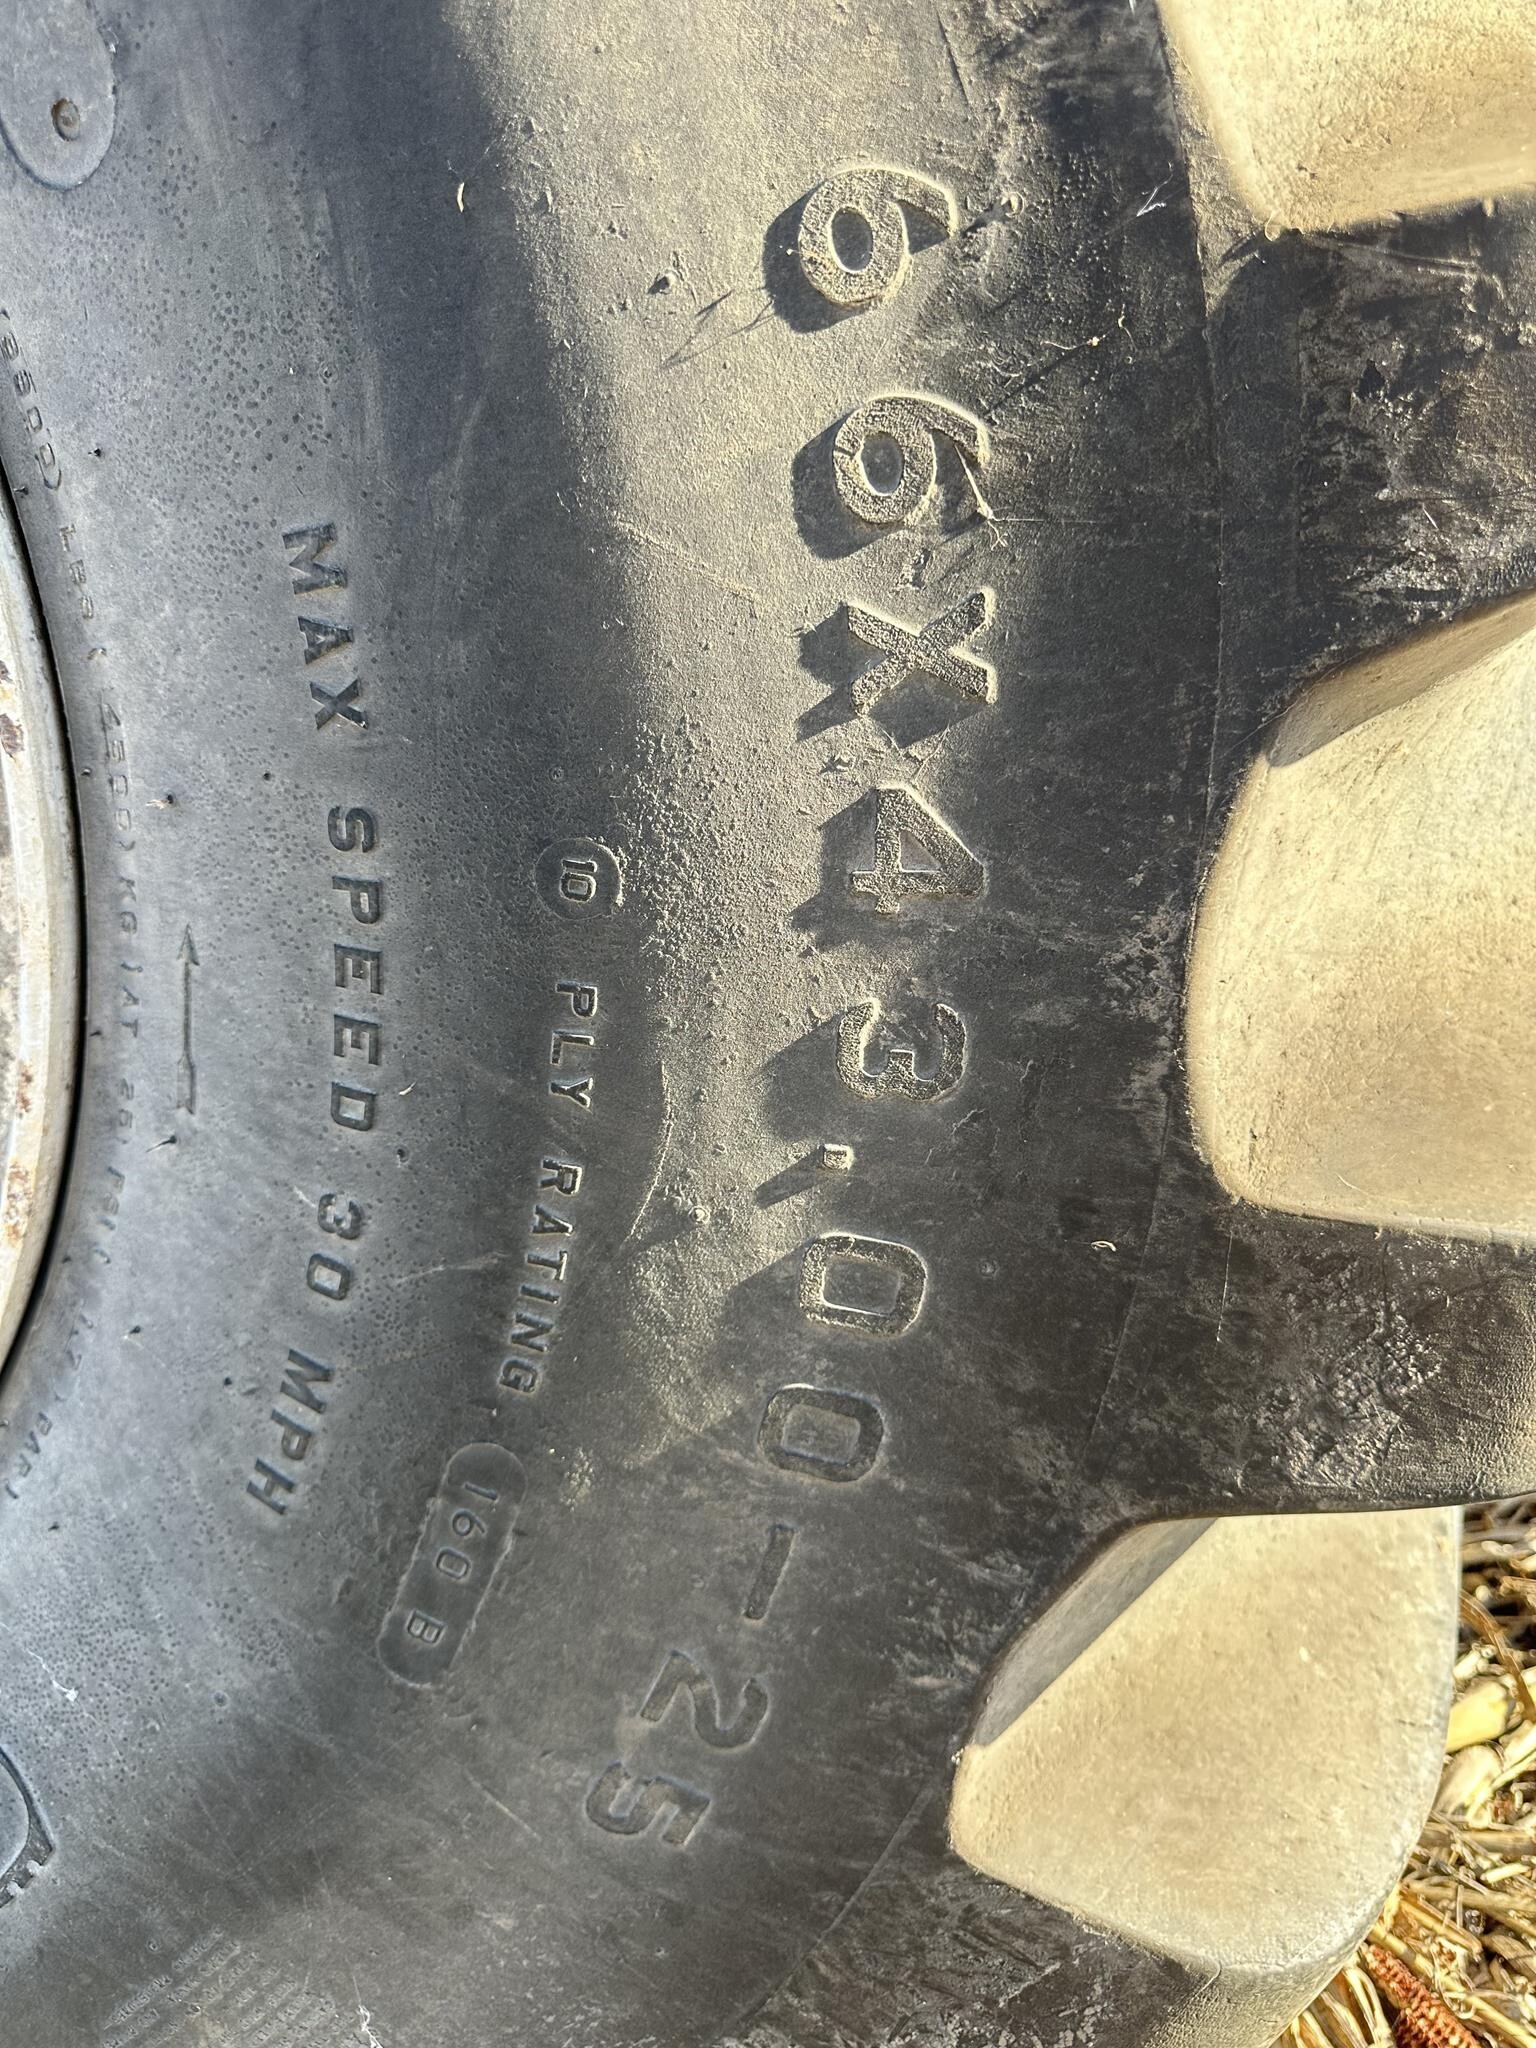 66X43.00-25
10 PLY RATING
160 B
MAX SPEED 30 MPH